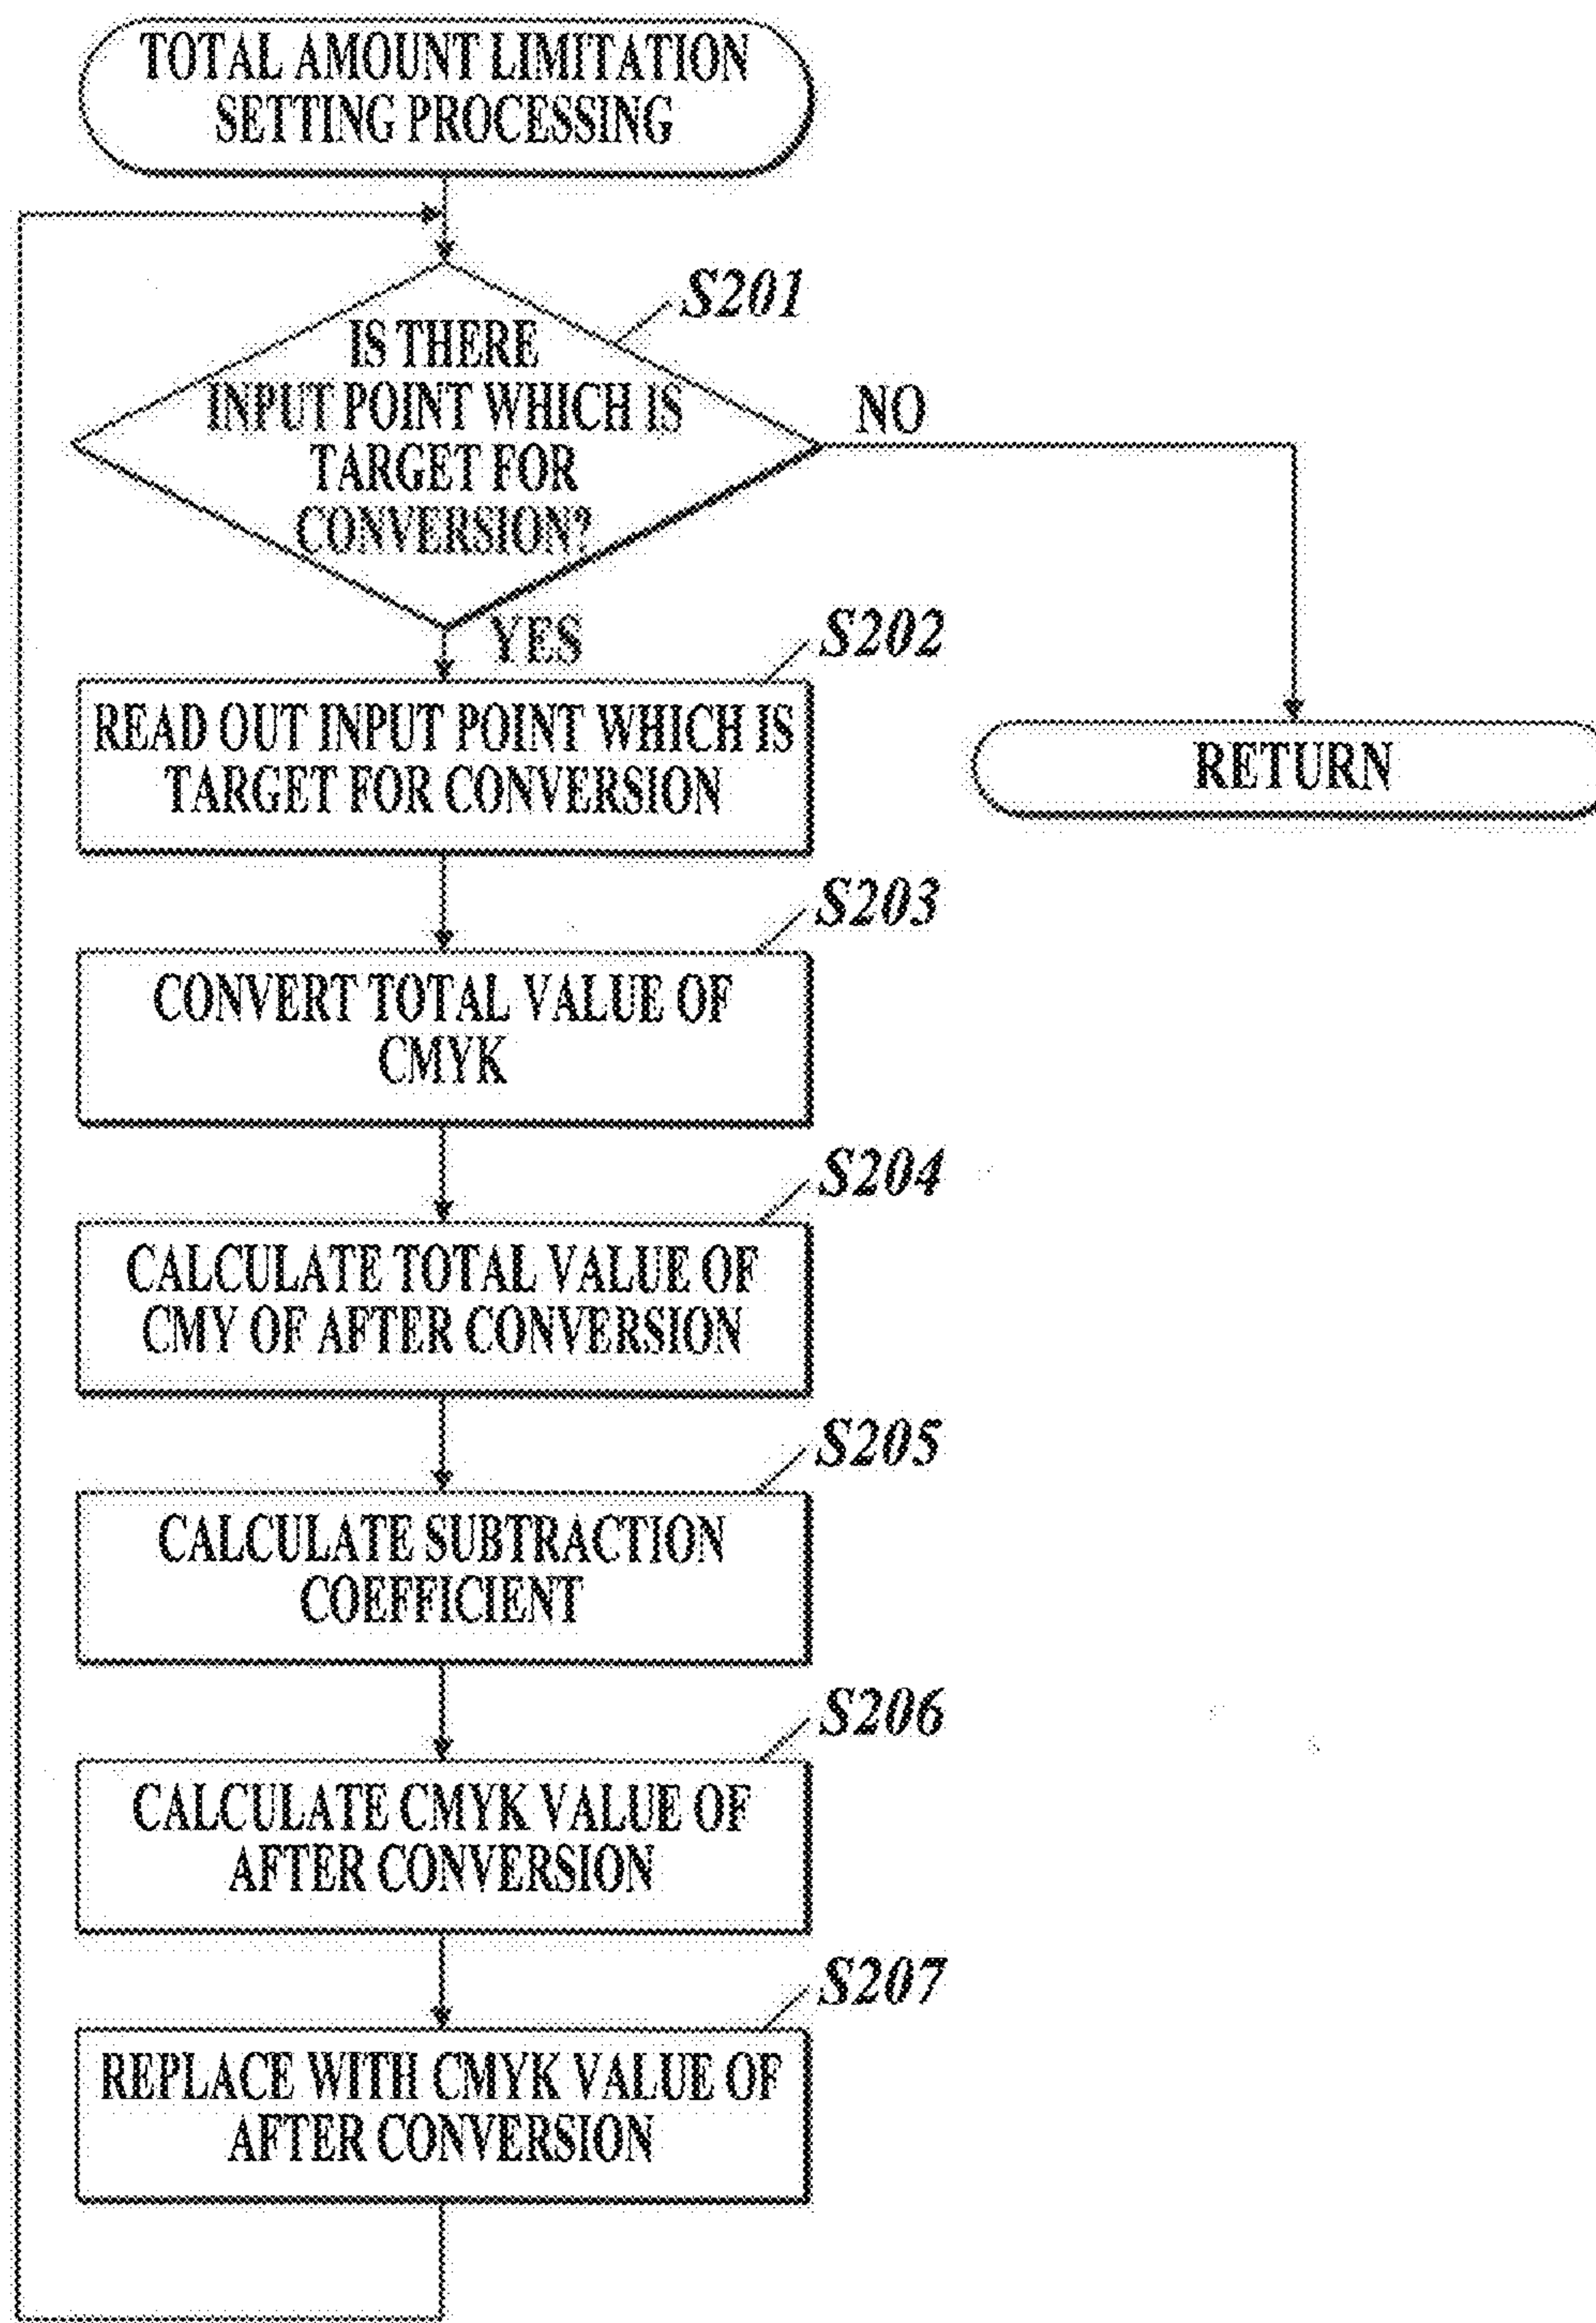 TOTAL AMOUNT LIMITATION
SETTING PROCESSING
S201
IS THERE
INPUT POINT WHICH IS
TARGET FOR
CONVERSION?
NO
YES
S202
READ OUT INPUT POINT WHICH IS
TARGET FOR CONVERSION
RETURN
S203
CONVERT TOTAL VALUE OF
CMYK
S204
CALCULATE TOTAL VALUE OF
CMY OF AFTER CONVERSION
S205
CALCULATE SUBTRACTION
COEFFICIENT
S206
CALCULATE CMYK VALUE OF
AFTER CONVERSION
S207
REPLACE WITH CMYK VALUE OF
AFTER CONVERSION